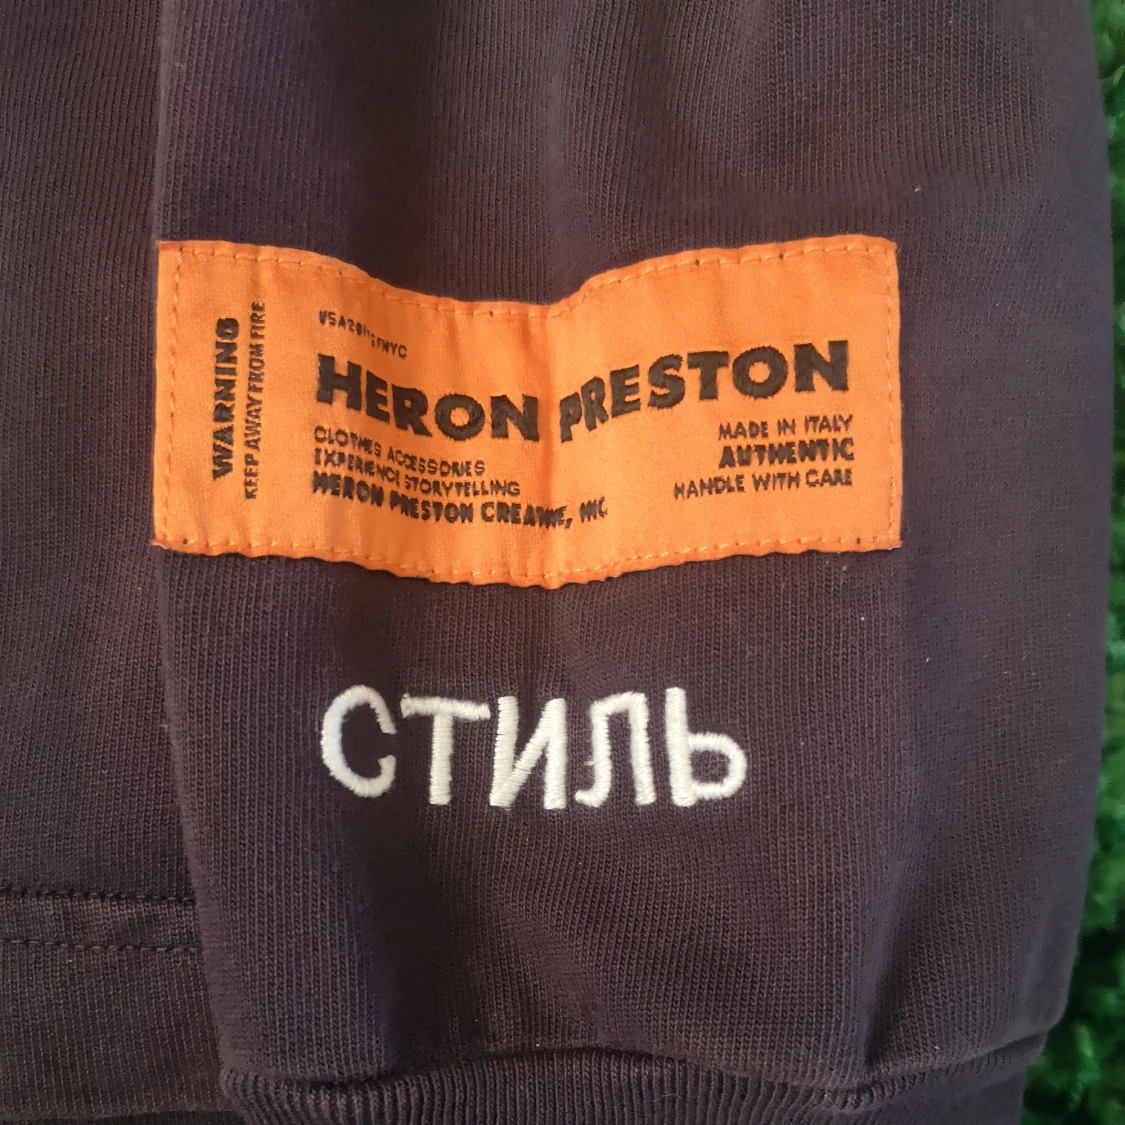 WARNING
KEEP AWAY FROM FIRE
HERON PRESTON
CLOTHES ACCESSORIES
EXPERIENCE STORYTELLING
HERON PRESTON CREATIVE, INC
MADE IN ITALY
AUTHENTIC
HANDLE WITH CARE
СТИЛЬ